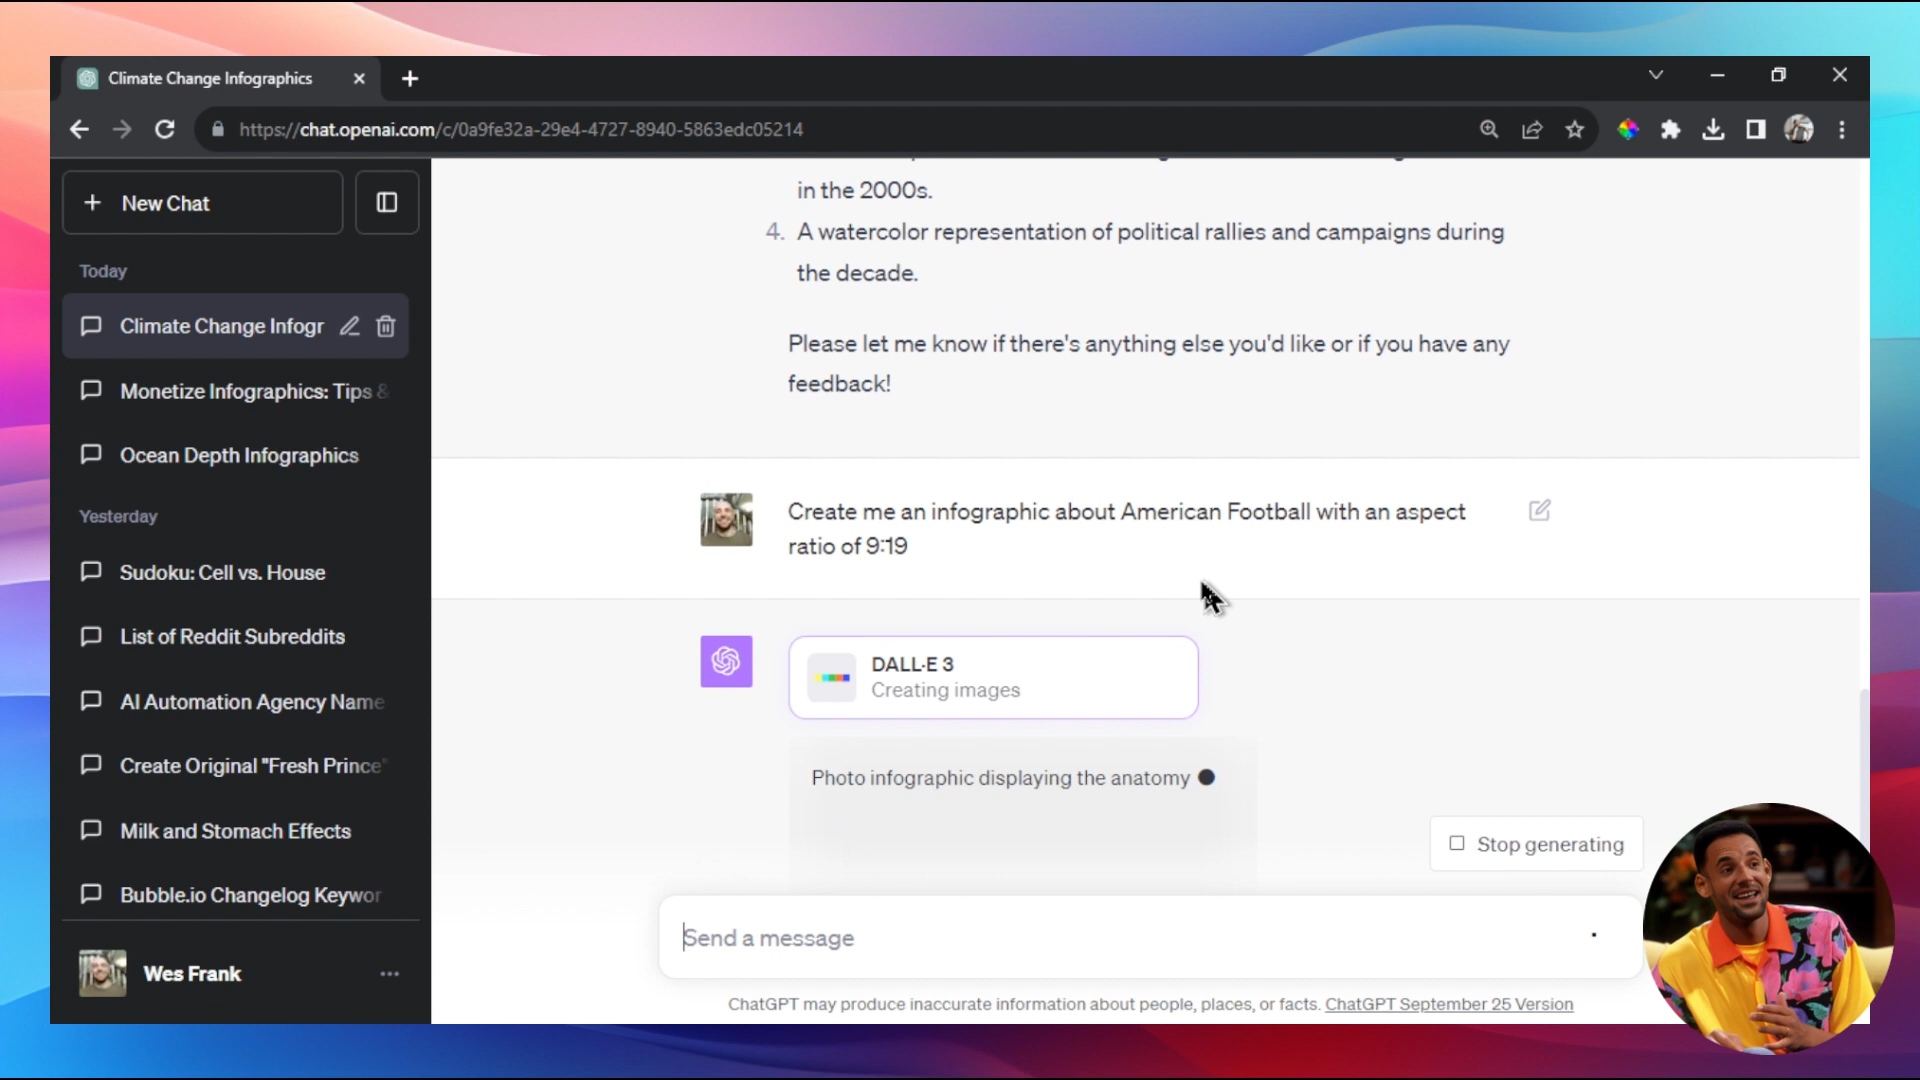 Climate Change Infographics
https://chat.openai.com/c/0a9fe32a-29e4-4727-8940-5863edc05214
New Chat
Today
Climate Change Infogr
Monetize Infographics: Tips &
Ocean Depth Infographics
Yesterday
Sudoku: Cell vs. House
List of Reddit Subreddits
AI Automation Agency Name
Create Original "Fresh Prince"
Milk and Stomach Effects
Bubble.io Changelog Keywor
Wes Frank
in the 2000s.
4. A watercolor representation of political rallies and campaigns during
the decade.
Please let me know if there's anything else you'd like or if you have any
feedback!
Create me an infographic about American Football with an aspect
ratio of 9:19
DALL·E 3
Creating images
Photo infographic displaying the anatomy
Stop generating
Send a message
ChatGPT may produce inaccurate information about people, places, or facts. ChatGPT September 25 Version